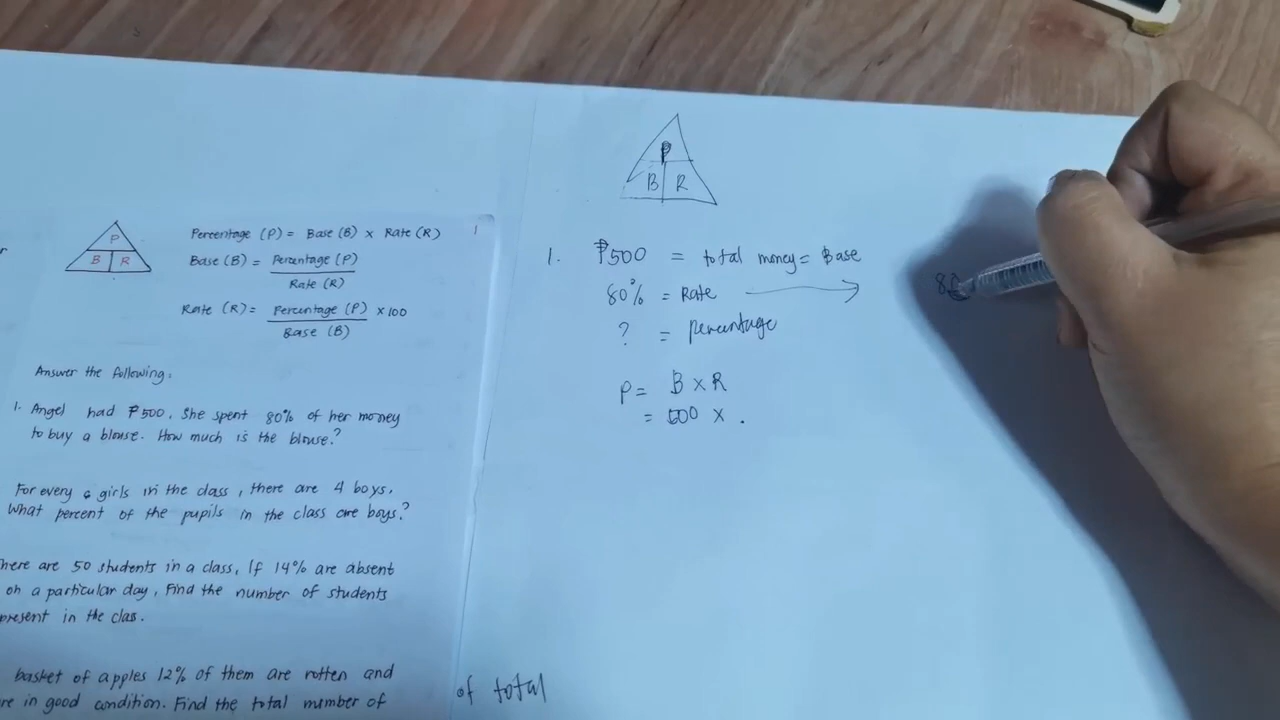 P
B R
Percentage (P) = Base (B) x Rate (R)
Base (B) = Percentage (P)
Rate (R)
Rate (R) = Percentage (P) x 100
Base (B)
1
Answer the following:
1. Angel had ₱500. She spent 80% of her money
to buy a blouse. How much is the blouse?
For every 6 girls in the class, there are 4 boys.
What percent of the pupils in the class are boys?
here are 50 students in a class, If 14% are absent
on a particular day, Find the number of students
present in the clas.
basket of apples 12% of them are rotten and
re in good condition. Find the total number of
P
B R
1. ₱500 = total money = Base
80% = Rate
? = percentage
P = B x R
= 500 x .
80
of total